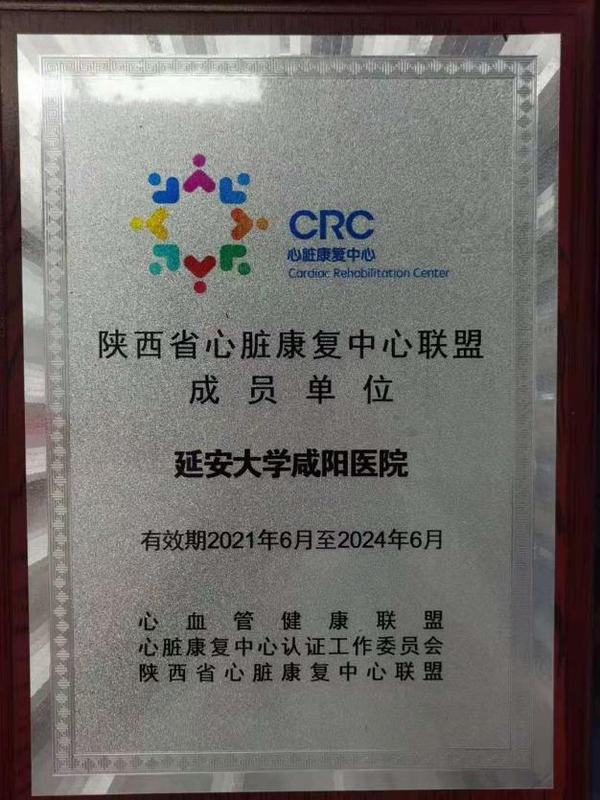 CRC
心脏康复中心
Cardiac Rehabilitation Center
陕西省心脏康复中心联盟
成员单位
延安大学咸阳医院
有效期2021年6月至2024年6月
心血管健康联盟
心脏康复中心认证工作委员会
陕西省心脏康复中心联盟